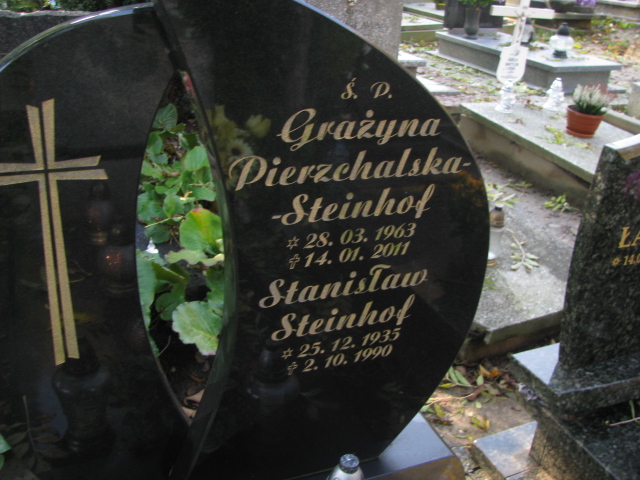 Ś. P.
Grażyna
Pierzchalska-
-Steinhof
✲ 28. 03. 1963
✞ 14. 01. 2011
Stanisław
Steinhof
✲ 25. 12. 1935
✞ 2. 10. 1990